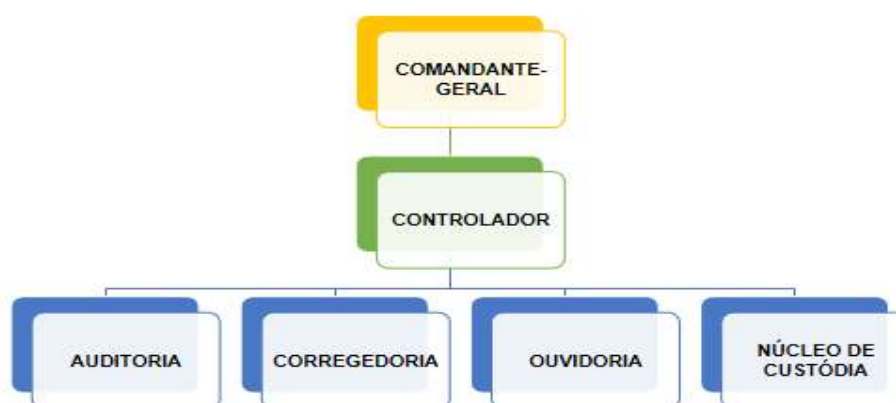 COMANDANTE-
GERAL
CONTROLADOR
AUDITORIA
CORREGEDORIA
OUVIDORIA
NÚCLEO DE
CUSTÓDIA